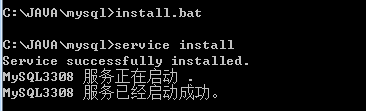 C:\JAVA\mysql>install.bat
C:\JAVA\mysql>service install
Service successfully installed.
MySQL3308 服务正在启动 .
MySQL3308 服务已经启动成功。